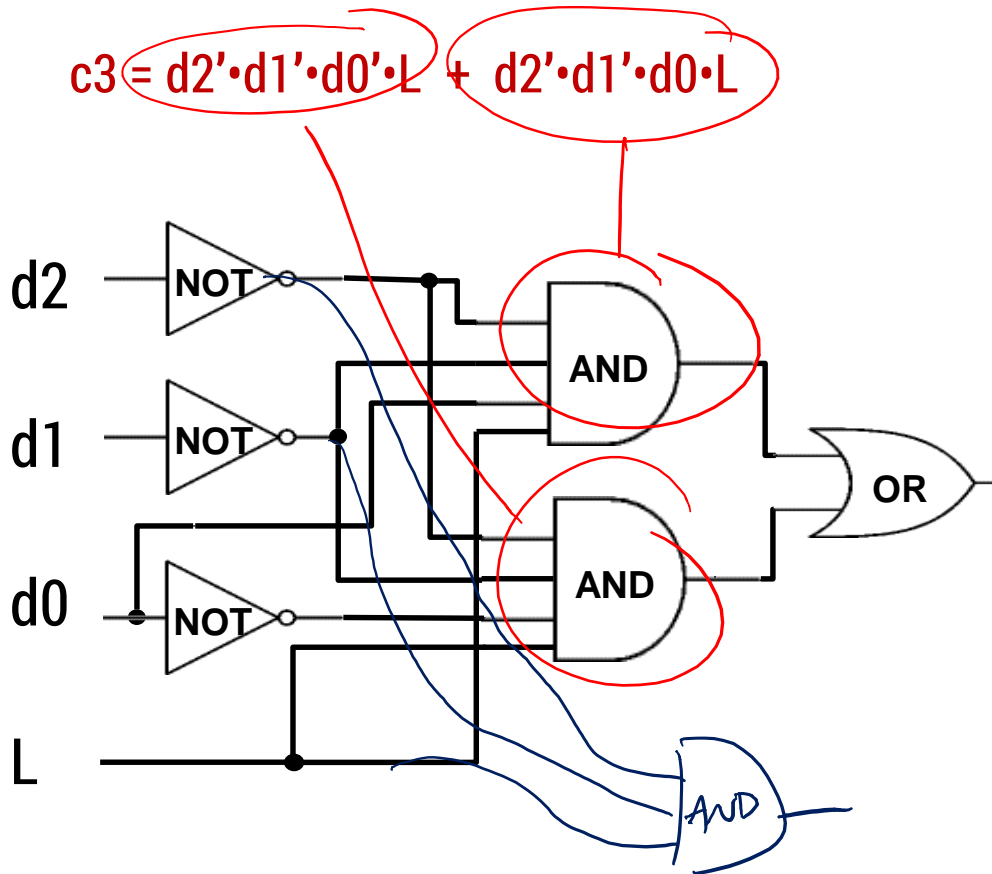 c3 = d2’•d1’•d0’•L + d2’•d1’•d0•L
d2
NOT
AND
d1
NOT
OR
d0
NOT
AND
L
AND